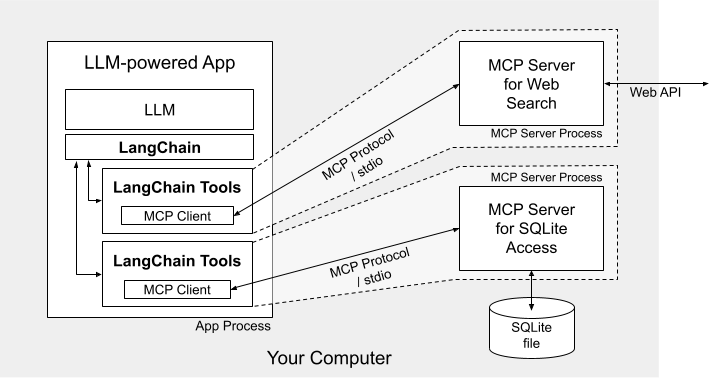 LLM-powered App
LLM
LangChain
LangChain Tools
MCP Client
LangChain Tools
MCP Client
App Process
MCP Protocol
/ stdio
MCP Protocol
/ stdio
MCP Server
for Web
Search
MCP Server Process
Web API
MCP Server Process
MCP Server
for SQLite
Access
SQLite
file
Your Computer